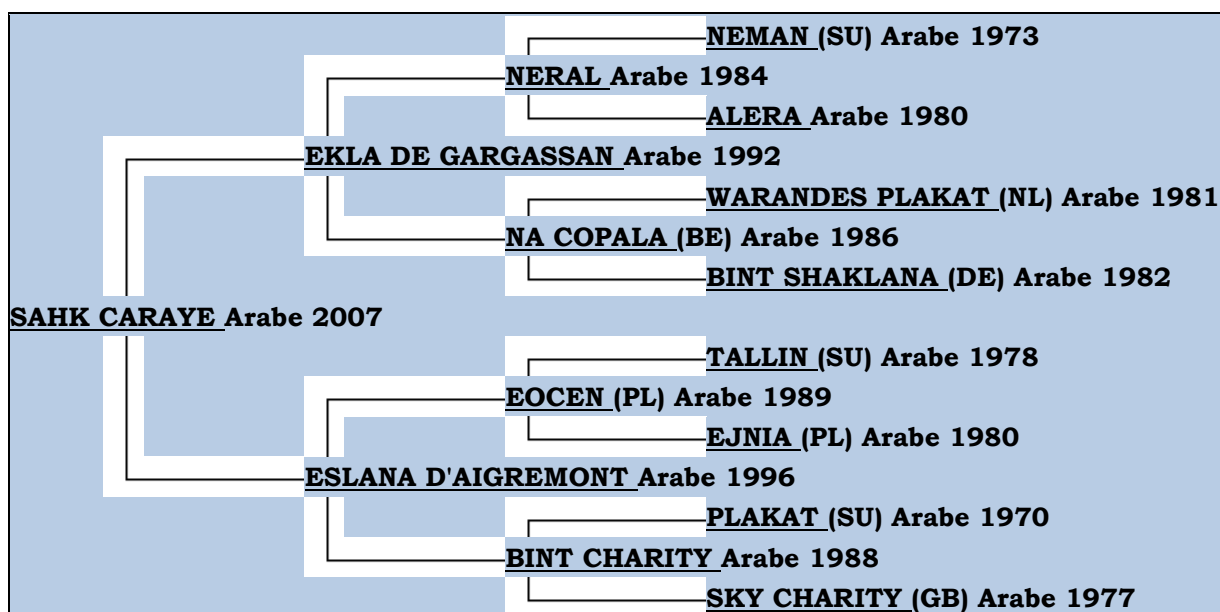 NEMAN (SU) Arabe 1973
NERAL Arabe 1984
ALERA Arabe 1980
EKLA DE GARGASSAN Arabe 1992
WARANDES PLAKAT (NL) Arabe 1981
NA COPALA (BE) Arabe 1986
BINT SHAKLANA (DE) Arabe 1982
SAHK CARAYE Arabe 2007
TALLIN (SU) Arabe 1978
EOCEN (PL) Arabe 1989
EJNIA (PL) Arabe 1980
ESLANA D'AIGREMONT Arabe 1996
PLAKAT (SU) Arabe 1970
BINT CHARITY Arabe 1988
SKY CHARITY (GB) Arabe 1977